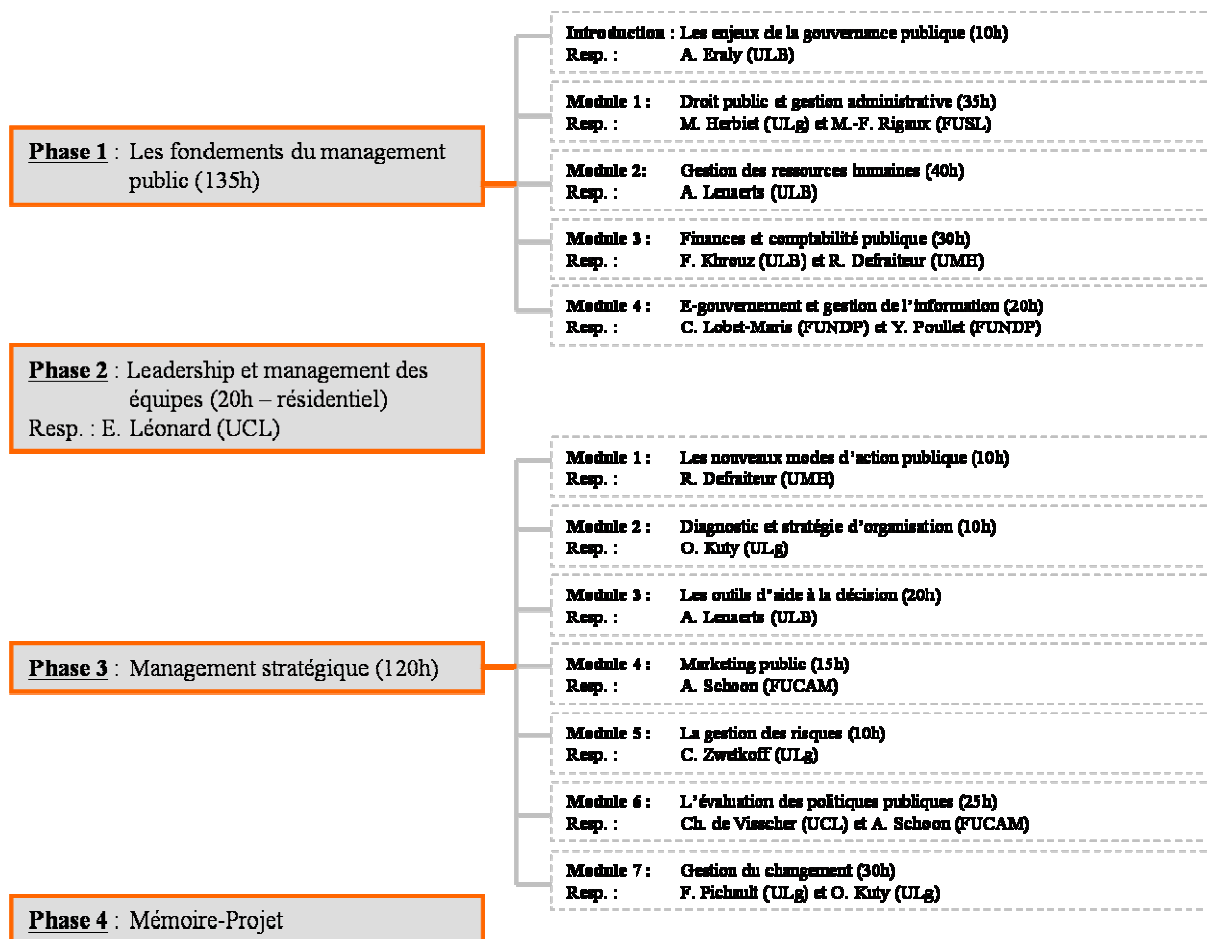 Phase 1 : Les fondements du management
public (135h)
Introduction : Les enjeux de la gouvernance publique (10h)
Resp. : A. Eraly (ULB)
Module 1 : Droit public et gestion administrative (35h)
Resp. : M. Herbiet (ULg) et M.-F. Rigaux (FUSL)
Module 2: Gestion des ressources humaines (40h)
Resp. : A. Lenaerts (ULB)
Module 3 : Finances et comptabilité publique (30h)
Resp. : F. Khrouz (ULB) et R. Defraiteur (UMH)
Module 4 : E-gouvernement et gestion de l'information (20h)
Resp. : C. Lobet-Maris (FUNDP) et Y. Poullet (FUNDP)
Phase 2 : Leadership et management des
équipes (20h – résidentiel)
Resp. : E. Léonard (UCL)
Phase 3 : Management stratégique (120h)
Module 1 : Les nouveaux modes d'action publique (10h)
Resp. : R. Defraiteur (UMH)
Module 2 : Diagnostic et stratégie d'organisation (10h)
Resp. : O. Kuty (ULg)
Module 3 : Les outils d'aide à la décision (20h)
Resp. : A. Lenaerts (ULB)
Module 4 : Marketing public (15h)
Resp. : A. Schoon (FUCAM)
Module 5 : La gestion des risques (10h)
Resp. : C. Zwetkoff (ULg)
Module 6 : L'évaluation des politiques publiques (25h)
Resp. : Ch. de Visscher (UCL) et A. Schoon (FUCAM)
Module 7 : Gestion du changement (30h)
Resp. : F. Pichault (ULg) et O. Kuty (ULg)
Phase 4 : Mémoire-Projet